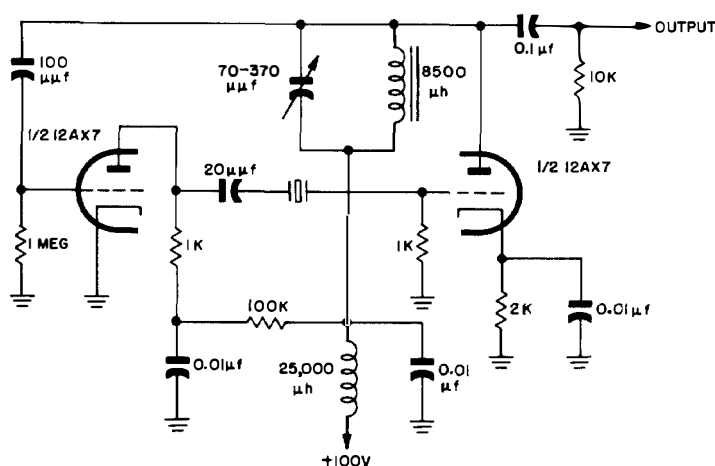 OUTPUT
0.1µf
10K
100
µµf
70-370
µµf
8500
µh
1/2 12AX7
20µµf
1/2 12AX7
1 MEG
1K
1K
100K
2K
0.01µf
0.01µf
25,000
µh
0.01
µf
+100V